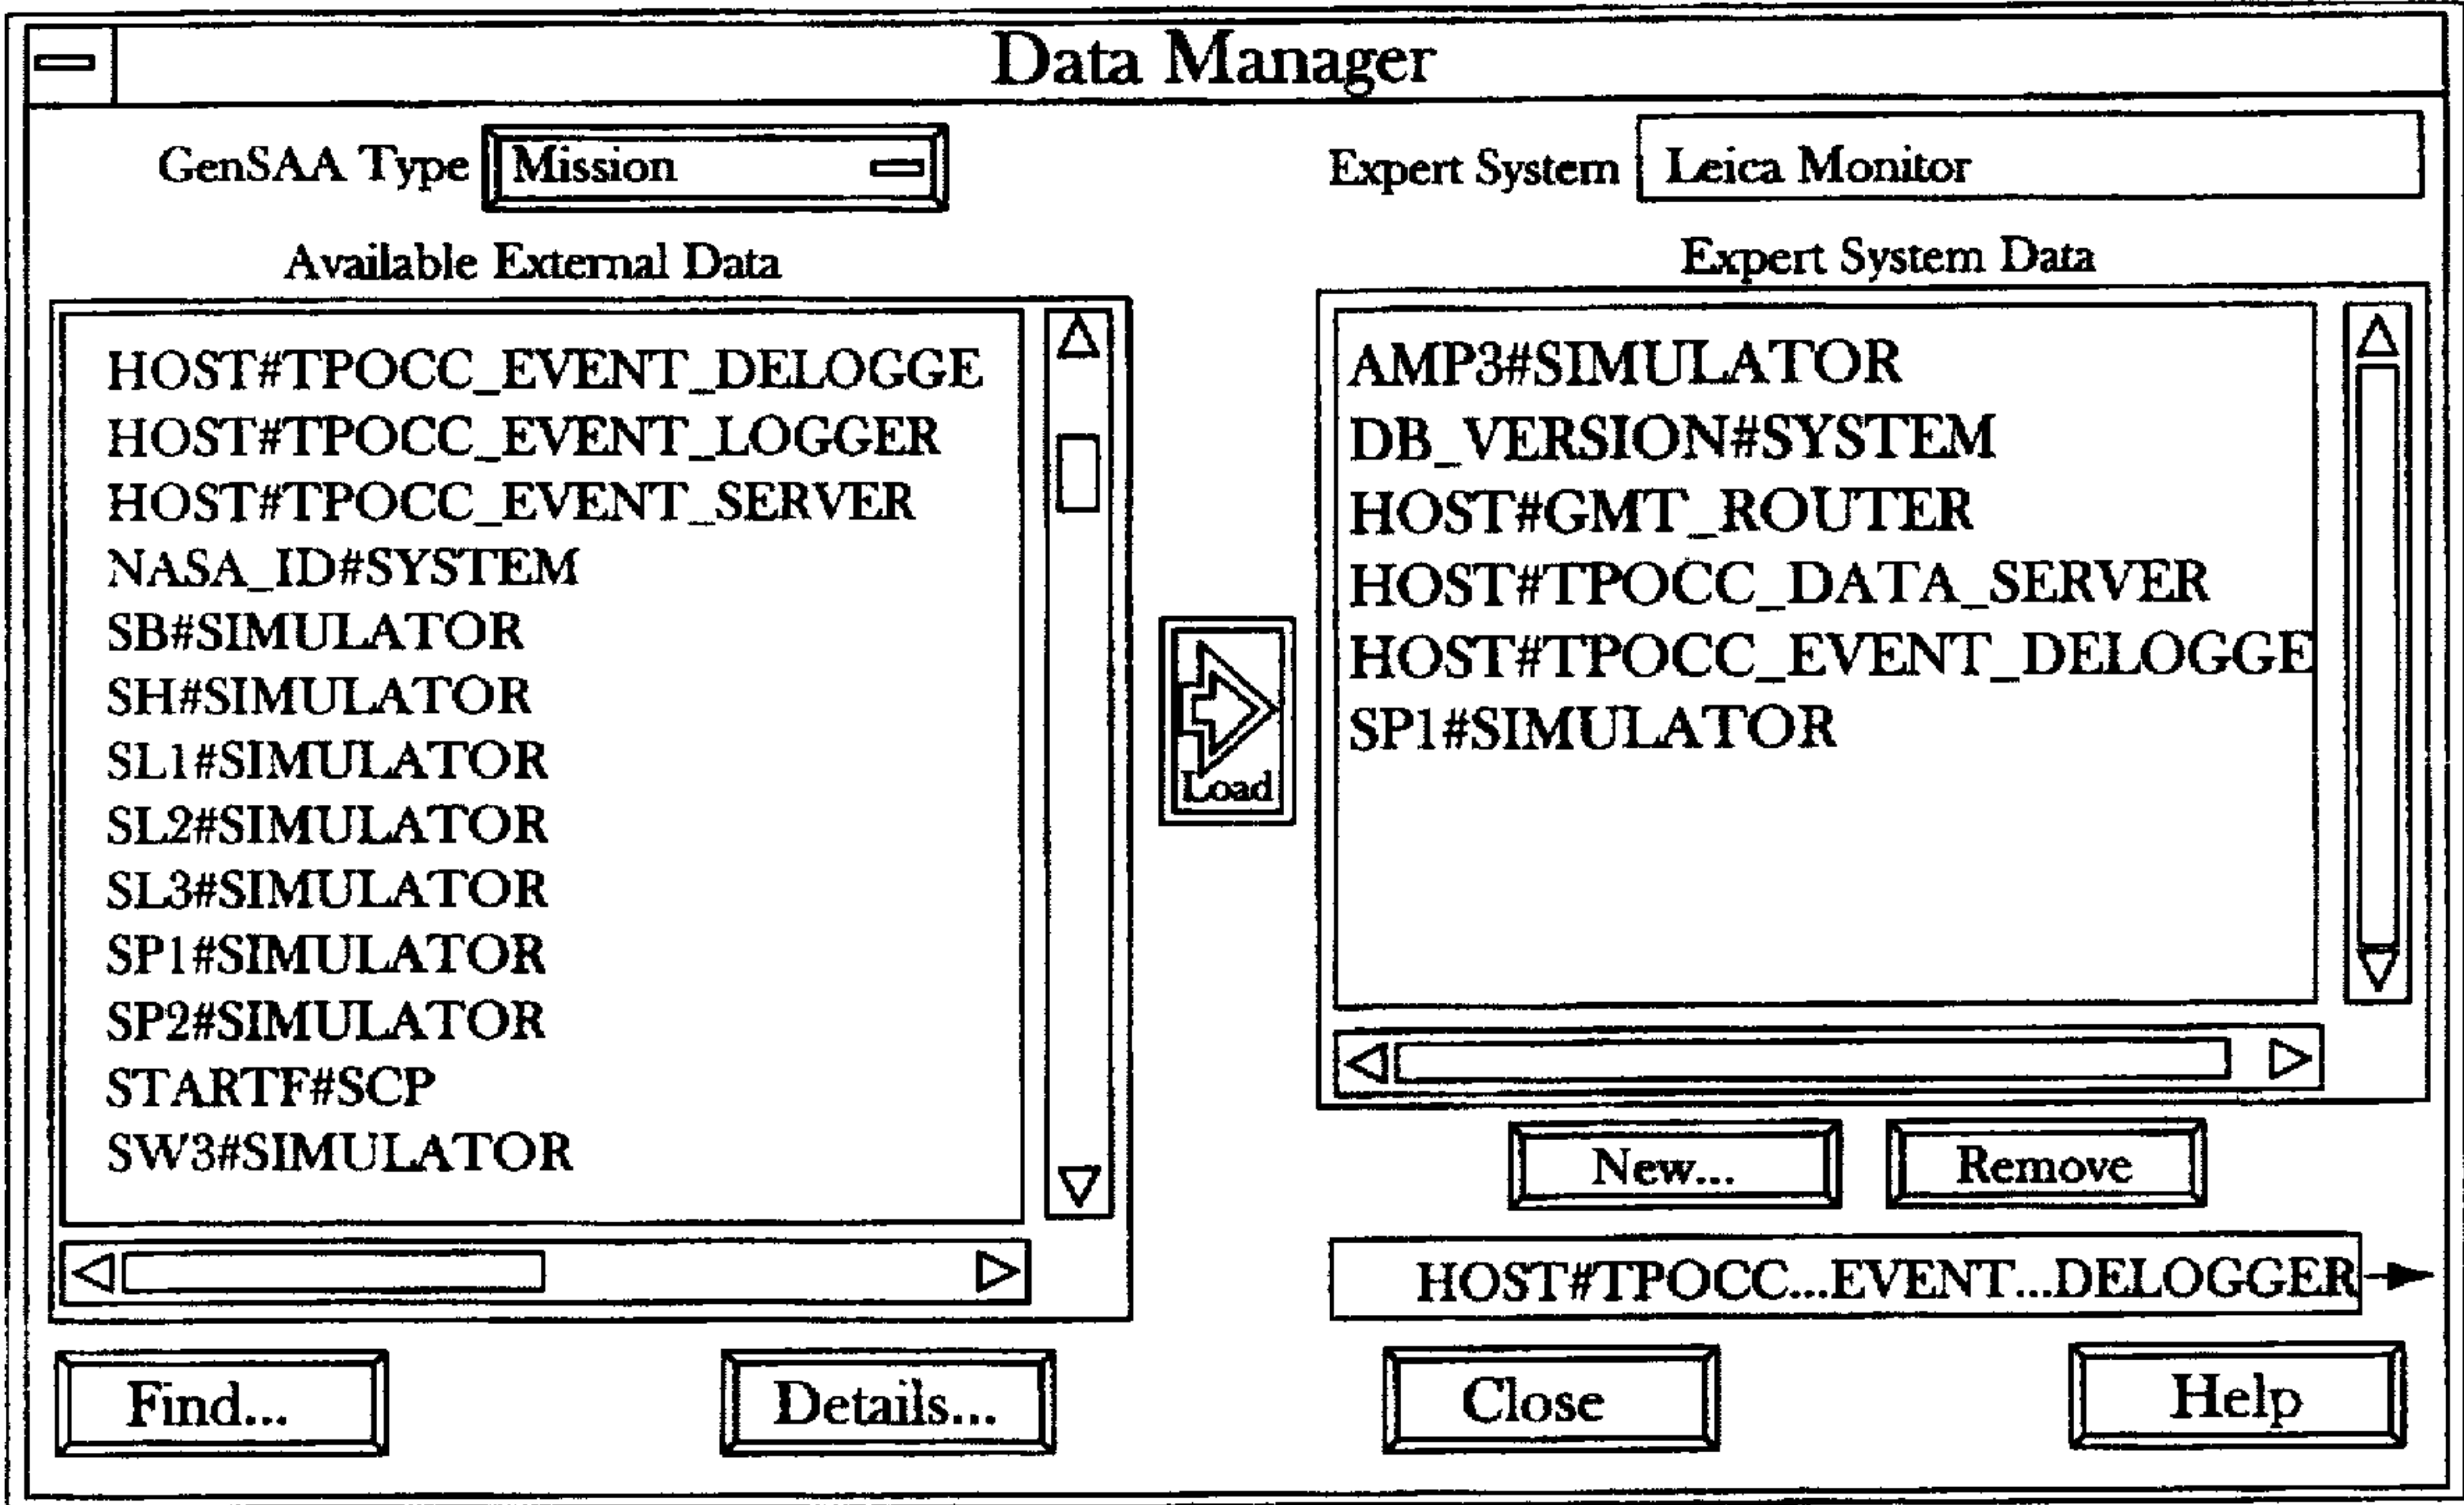 Data Manager
GenSAA Type Mission
Expert System Leica Monitor
Available External Data
HOST#TPOCC_EVENT_DELOGGE
HOST#TPOCC_EVENT_LOGGER
HOST#TPOCC_EVENT_SERVER
NASA_ID#SYSTEM
SB#SIMULATOR
SH#SIMULATOR
SL1#SIMULATOR
SL2#SIMULATOR
SL3#SIMULATOR
SP1#SIMULATOR
SP2#SIMULATOR
STARTF#SCP
SW3#SIMULATOR
Load
Expert System Data
AMP3#SIMULATOR
DB_VERSION#SYSTEM
HOST#GMT_ROUTER
HOST#TPOCC_DATA_SERVER
HOST#TPOCC_EVENT_DELOGGE
SP1#SIMULATOR
New... Remove
HOST#TPOCC...EVENT...DELOGGER
Find... Details... Close Help